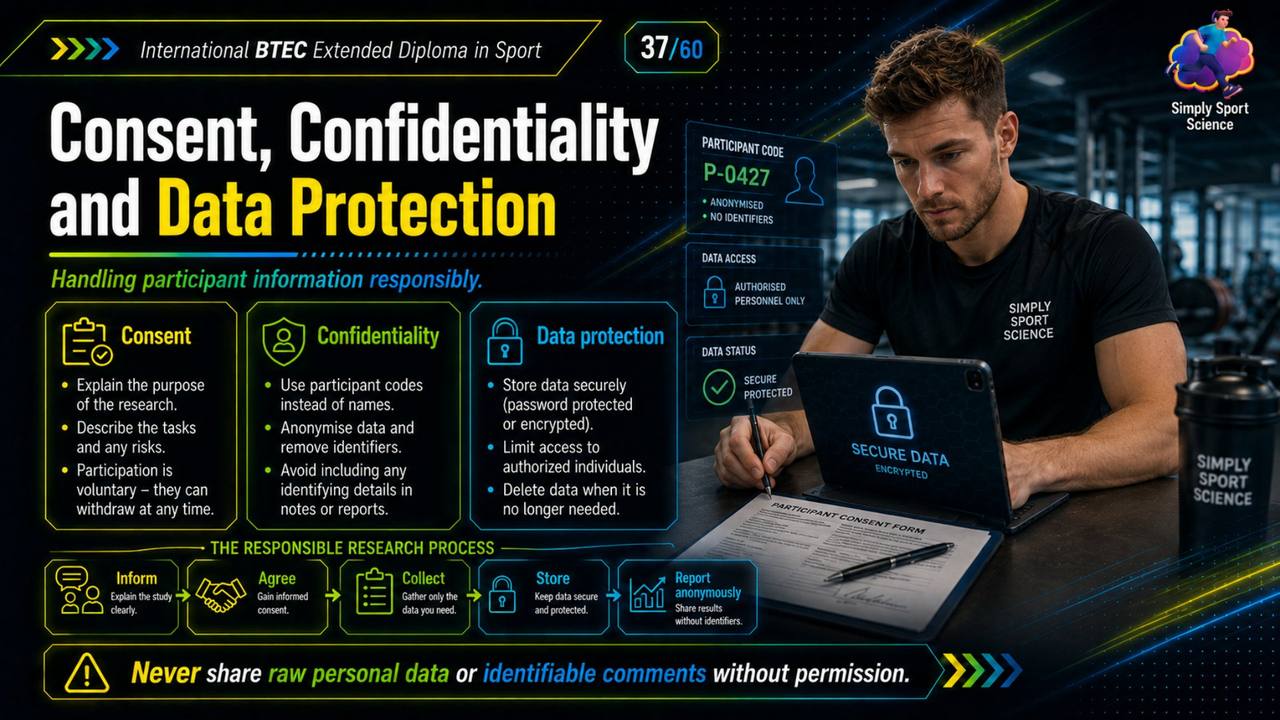 International BTEC Extended Diploma in Sport
37/60
Simply Sport
Science
Consent, Confidentiality
and Data Protection
Handling participant information responsibly.
Consent
• Explain the purpose
of the research.
• Describe the tasks
and any risks.
• Participation is
voluntary – they can
withdraw at any time.
Confidentiality
• Use participant codes
instead of names.
• Anonymise data and
remove identifiers.
• Avoid including any
identifying details in
notes or reports.
Data protection
• Store data securely
(password protected
or encrypted).
• Limit access to
authorized individuals.
• Delete data when it is
no longer needed.
PARTICIPANT CODE
P-0427
• ANONYMISED
• NO IDENTIFIERS
DATA ACCESS
AUTHORISED
PERSONNEL ONLY
DATA STATUS
SECURE
PROTECTED
SIMPLY
SPORT
SCIENCE
SECURE DATA
ENCRYPTED
SIMPLY
SPORT
SCIENCE
PARTICIPANT CONSENT FORM
THE RESPONSIBLE RESEARCH PROCESS
Inform
Explain the study
clearly.
Agree
Gain informed
consent.
Collect
Gather only the
data you need.
Store
Keep data secure
and protected.
Report
anonymously
Share results
without identifiers.
Never share raw personal data or identifiable comments without permission.